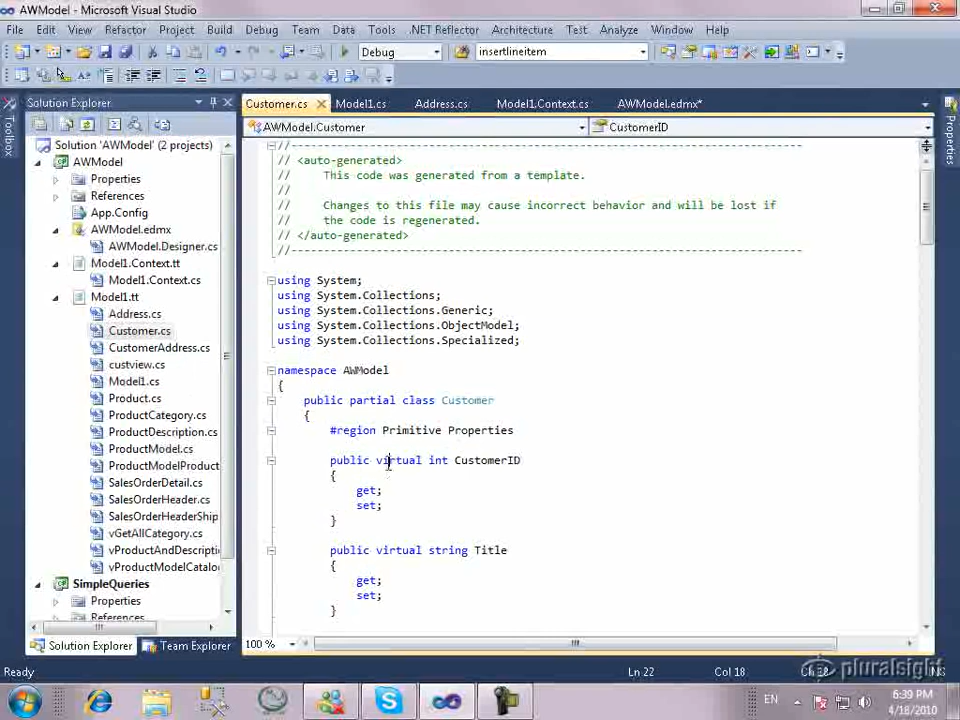 AWModel - Microsoft Visual Studio
File Edit View Refactor Project Build Debug Team Data Tools .NET Reflector Architecture Test Analyze Window Help
Debug insertlineitem
Solution Explorer
Customer.cs Model1.cs Address.cs Model1.Context.cs AWModel.edmx*
AWModel.Customer CustomerID
Toolbox
Properties
Solution 'AWModel' (2 projects)
AWModel
Properties
References
App.Config
AWModel.edmx
AWModel.Designer.cs
Model1.Context.tt
Model1.Context.cs
Model1.tt
Address.cs
Customer.cs
CustomerAddress.cs
custview.cs
Model1.cs
Product.cs
ProductCategory.cs
ProductDescription.cs
ProductModel.cs
ProductModelProduct
SalesOrderDetail.cs
SalesOrderHeader.cs
SalesOrderHeaderShip
vGetAllCategory.cs
vProductAndDescripti
vProductModelCatalo
SimpleQueries
Properties
References
Solution Explorer Team Explorer
//------------------------------------------------------------------------------
// <auto-generated>
// This code was generated from a template.
//
// Changes to this file may cause incorrect behavior and will be lost if
// the code is regenerated.
// </auto-generated>
//------------------------------------------------------------------------------
using System;
using System.Collections;
using System.Collections.Generic;
using System.Collections.ObjectModel;
using System.Collections.Specialized;
namespace AWModel
{
public partial class Customer
{
#region Primitive Properties
public virtual int CustomerID
{
get;
set;
}
public virtual string Title
{
get;
set;
}
100 %
Ready Ln 22 Col 18 Ch 18 INS
pluralsight
EN 6:39 PM
4/18/2010